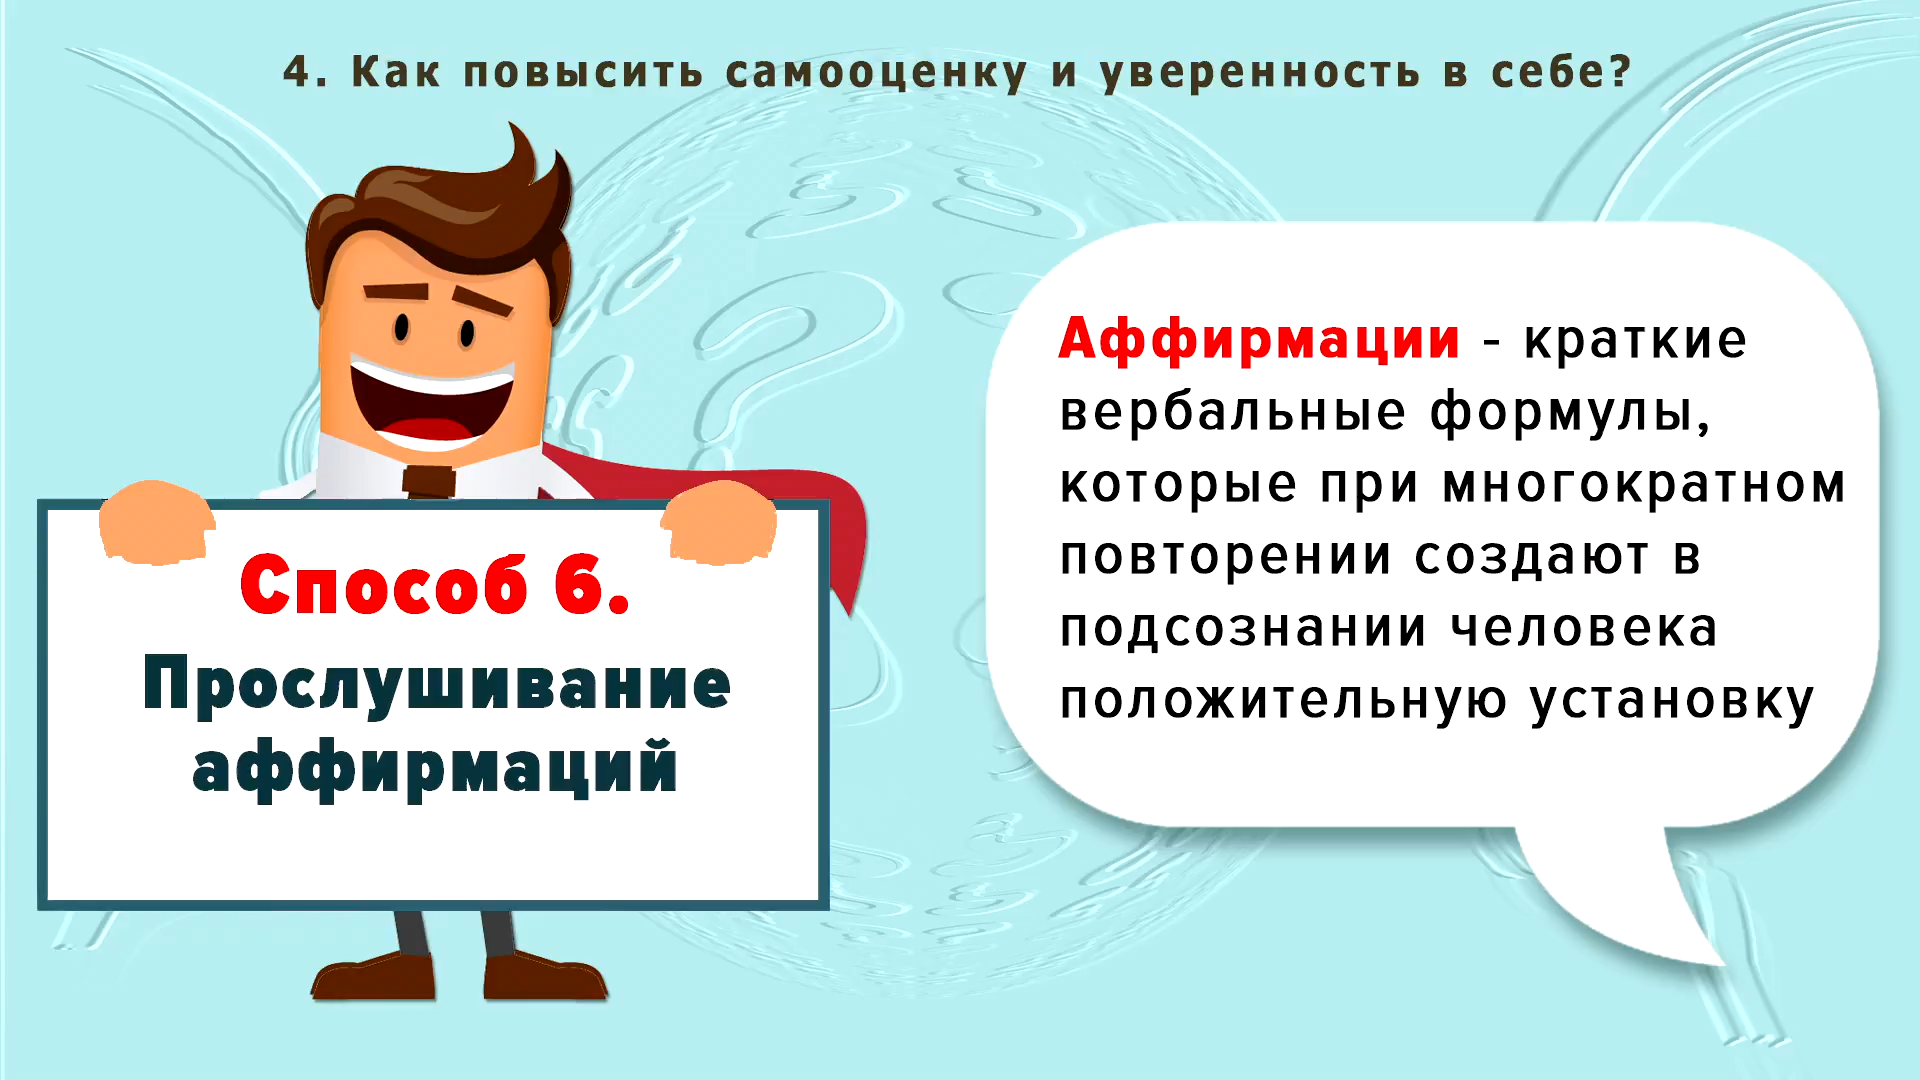 4. Как повысить самооценку и уверенность в себе?
Способ 6.
Прослушивание
аффирмаций
Аффирмации - краткие
вербальные формулы,
которые при многократном
повторении создают в
подсознании человека
положительную установку